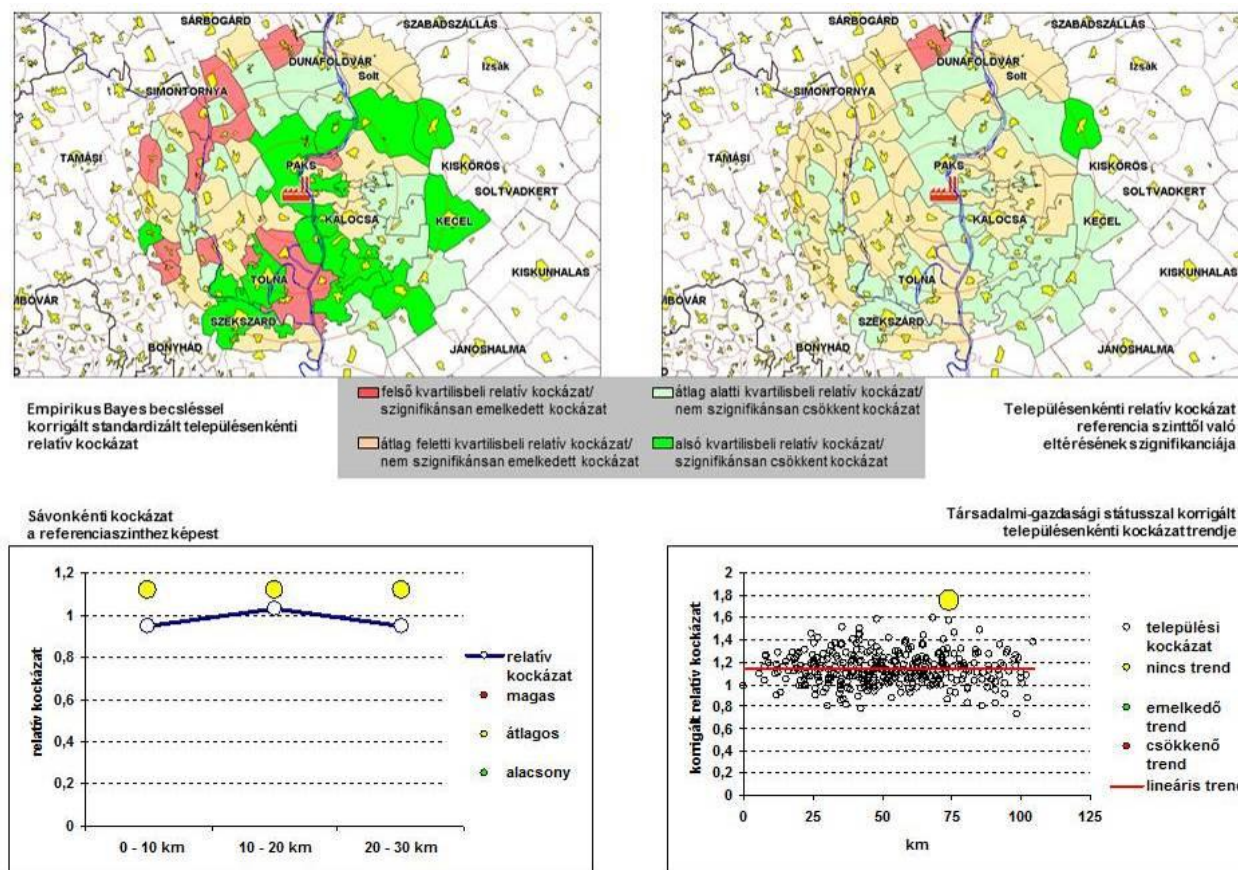 SÁRBOGÁRD
SZABADSZÁLLÁS
DUNAFÖLDVÁR
Izsák
Solt
SIMONTORNYA
TAMÁSI
PAKS
KISKŐRÖS
SOLTVADKERT
KALOCSA
KECEL
KISKUNHALAS
TOLNA
MBÓVÁR
SZEKSZÁRD
BONYHÁD
JÁNOSHALMA
SÁRBOGÁRD
SZABADSZÁLLÁS
DUNAFÖLDVÁR
Izsák
Solt
SIMONTORNYA
TAMÁSI
PAKS
KISKŐRÖS
SOLTVADKERT
KALOCSA
KECEL
KISKUNHALAS
TOLNA
MBÓVÁR
SZEKSZÁRD
BONYHÁD
JÁNOSHALMA
Empirikus Bayes becsléssel
korrigált standardizált településenkénti
relatív kockázat
felső kvartilisbeli relatív kockázat/
szignifikánsan emelkedett kockázat
átlag alatti kvartilisbeli relatív kockázat/
nem szignifikánsan csökkent kockázat
átlag feletti kvartilisbeli relatív kockázat/
nem szignifikánsan emelkedett kockázat
alsó kvartilisbeli relatív kockázat/
szignifikánsan csökkent kockázat
Településenkénti relatív kockázat
referencia szinttől való
eltérésének szignifikanciája
Sávonkénti kockázat
a referenciaszinthez képest
relatív kockázat
1,2
1
0,8
0,6
0,4
0,2
0
0 - 10 km
10 - 20 km
20 - 30 km
relatív
kockázat
magas
átlagos
alacsony
Társadalmi-gazdasági státusszal korrigált
településenkénti kockázat trendje
korrigált relatív kockázat
2
1,8
1,6
1,4
1,2
1
0,8
0,6
0,4
0,2
0
0
25
50
75
100
125
km
települési
kockázat
nincs trend
emelkedő
trend
csökkenő
trend
lineáris trend